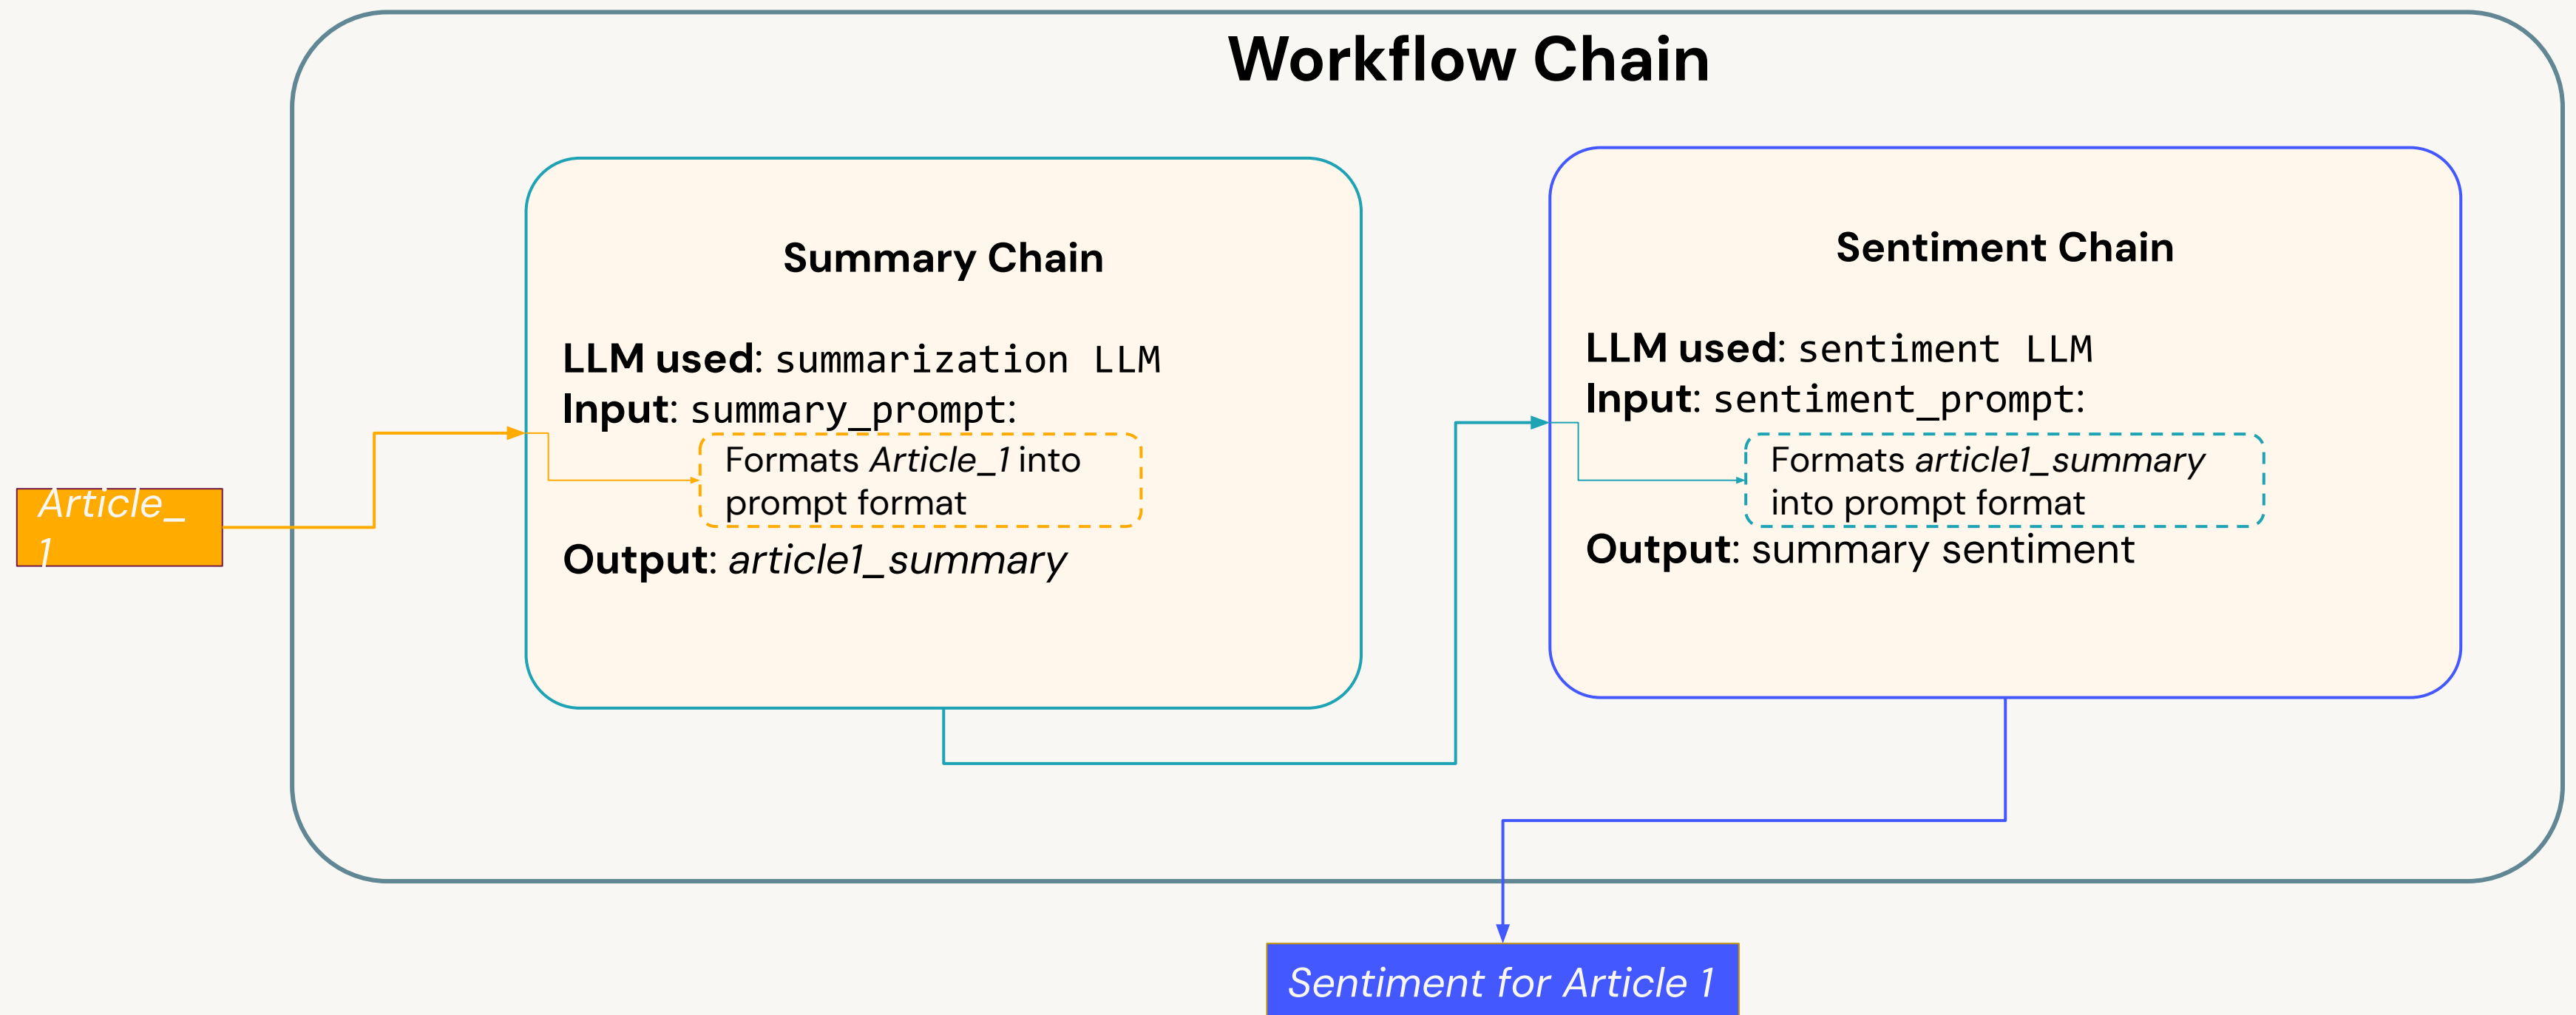 Workflow Chain
Article_
1
Summary Chain
LLM used: summarization LLM
Input: summary_prompt:
Formats Article_1 into
prompt format
Output: article1_summary
Sentiment Chain
LLM used: sentiment LLM
Input: sentiment_prompt:
Formats article1_summary
into prompt format
Output: summary sentiment
Sentiment for Article 1